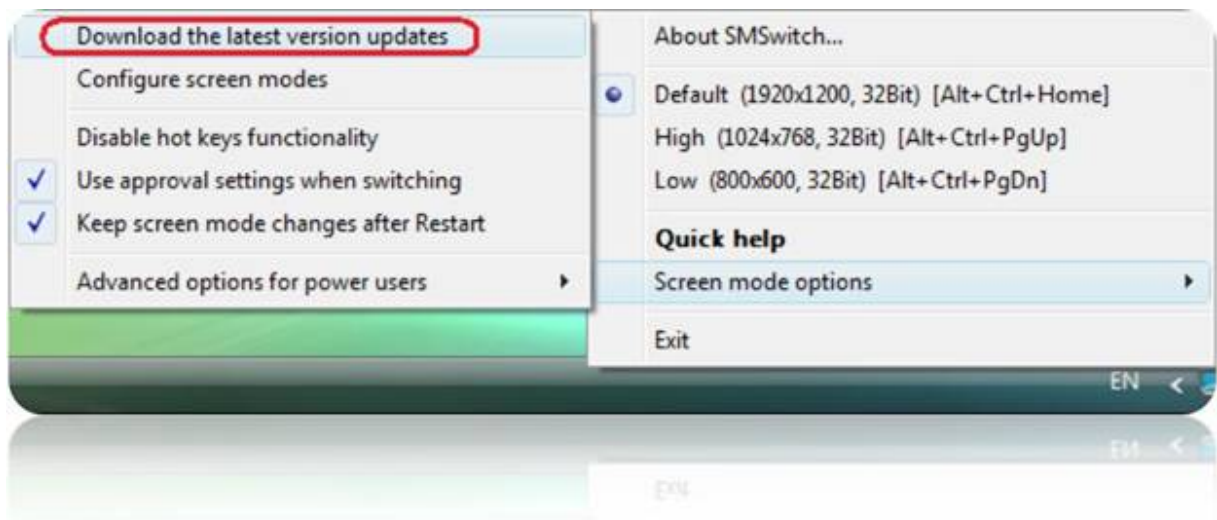 Download the latest version updates
Configure screen modes
Disable hot keys functionality
Use approval settings when switching
Keep screen mode changes after Restart
Advanced options for power users
About SMSwitch...
Default (1920x1200, 32Bit) [Alt+Ctrl+Home]
High (1024x768, 32Bit) [Alt+Ctrl+PgUp]
Low (800x600, 32Bit) [Alt+Ctrl+PgDn]
Quick help
Screen mode options
Exit
EN